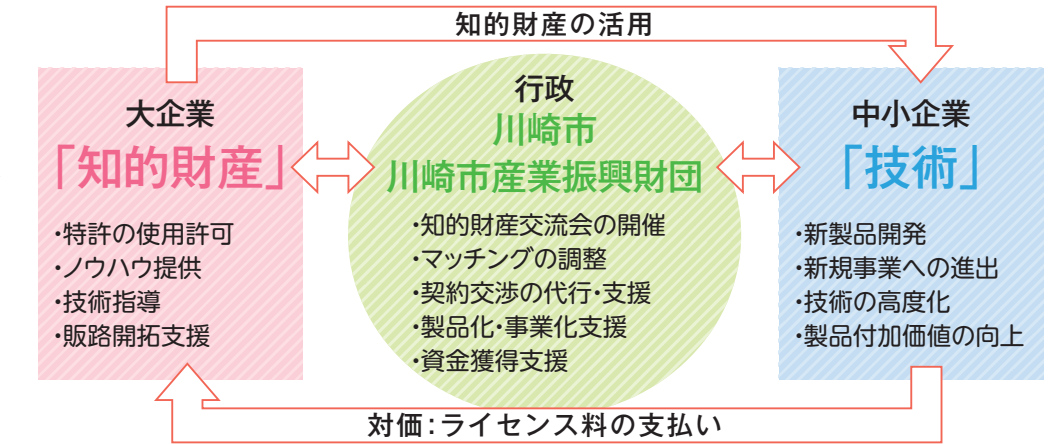 知的財産の活用
大企業
「知的財産」
・特許の使用許可
・ノウハウ提供
・技術指導
・販路開拓支援
行政
川崎市
川崎市産業振興財団
・知的財産交流会の開催
・マッチングの調整
・契約交渉の代行・支援
・製品化・事業化支援
・資金獲得支援
中小企業
「技術」
・新製品開発
・新規事業への進出
・技術の高度化
・製品付加価値の向上
対価：ライセンス料の支払い